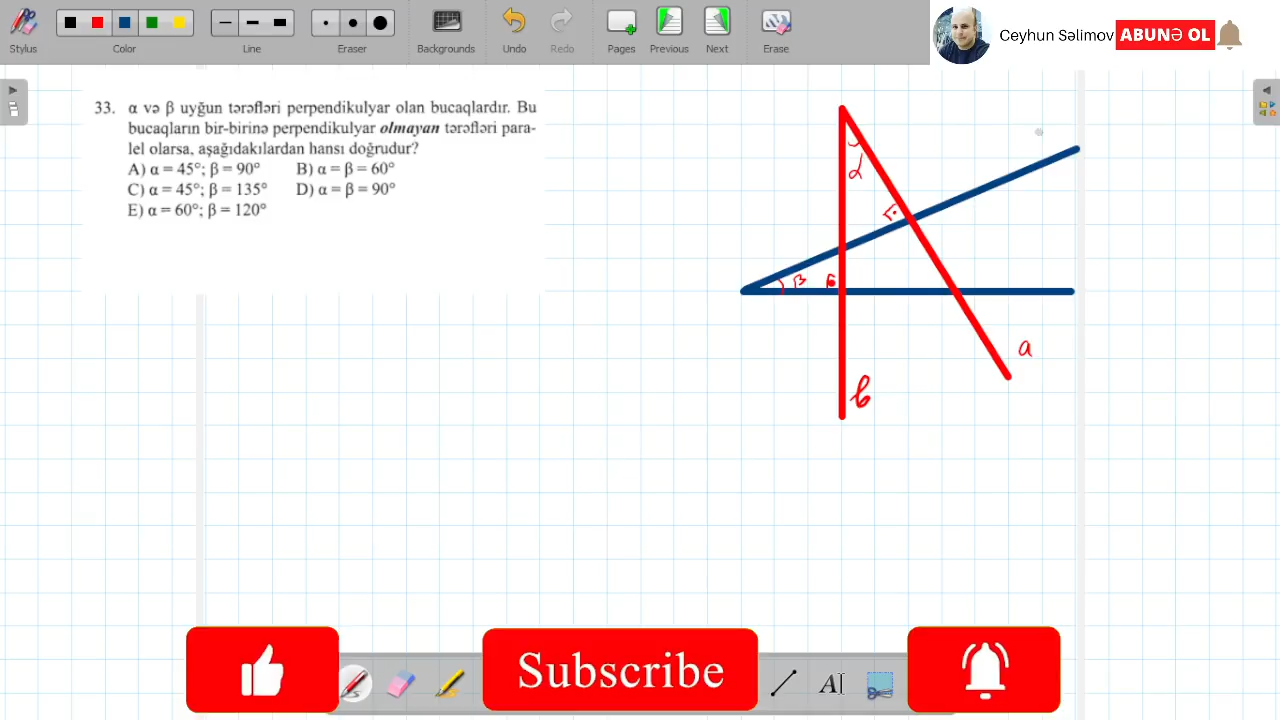 Stylus
Color
Line
Eraser
Backgrounds
Undo
Redo
Pages
Previous
Next
Erase
Ceyhun Səlimov
ABUNƏ OL
33. α və β uyğun tərəfləri perpendikulyar olan bucaqlardır. Bu
bucaqların bir-birinə perpendikulyar olmayan tərəfləri para-
lel olarsa, aşağıdakılardan hansı doğrudur?
A) α = 45°; β = 90° B) α = β = 60°
C) α = 45°; β = 135° D) α = β = 90°
E) α = 60°; β = 120°
α
β
a
b
Subscribe